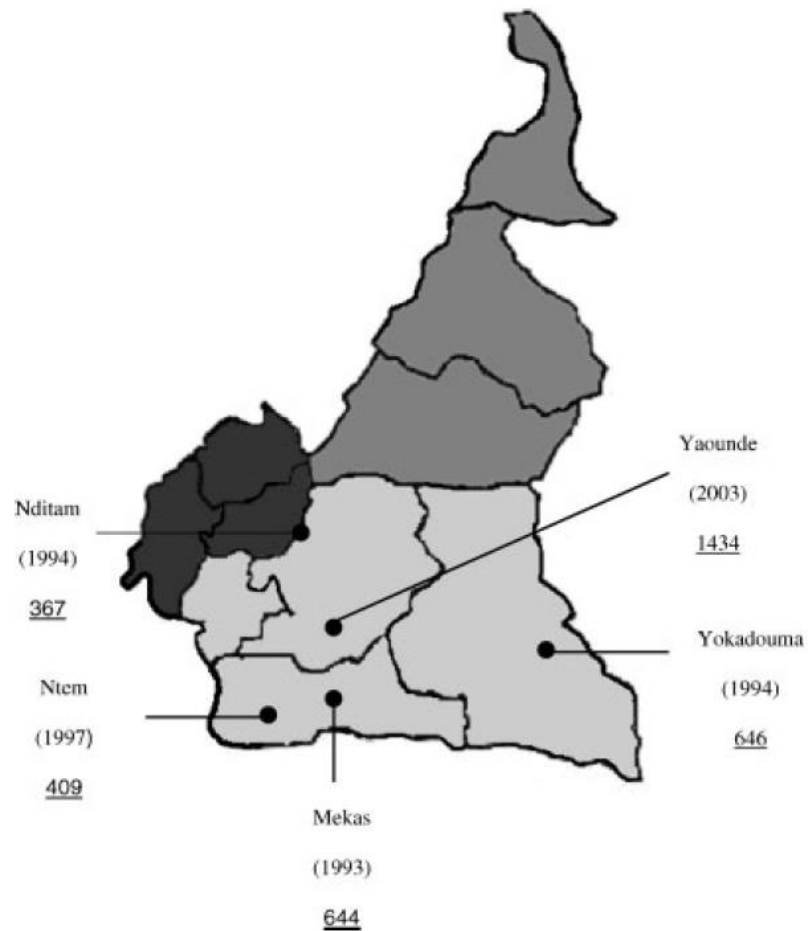 Yaounde
(2003)
1434
Nditam
(1994)
367
Yokadouma
(1994)
646
Ntem
(1997)
409
Mekas
(1993)
644